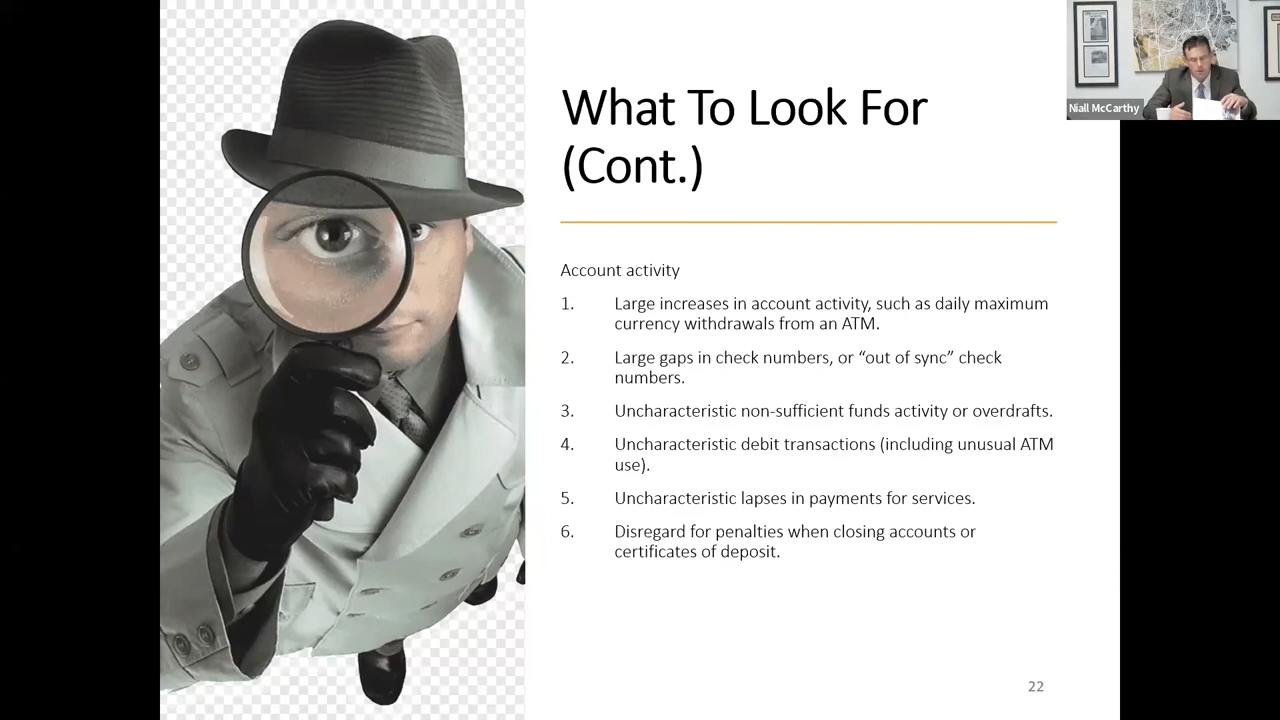 What To Look For
(Cont.)
Niall McCarthy
Account activity
1. Large increases in account activity, such as daily maximum
currency withdrawals from an ATM.
2. Large gaps in check numbers, or “out of sync” check
numbers.
3. Uncharacteristic non-sufficient funds activity or overdrafts.
4. Uncharacteristic debit transactions (including unusual ATM
use).
5. Uncharacteristic lapses in payments for services.
6. Disregard for penalties when closing accounts or
certificates of deposit.
22